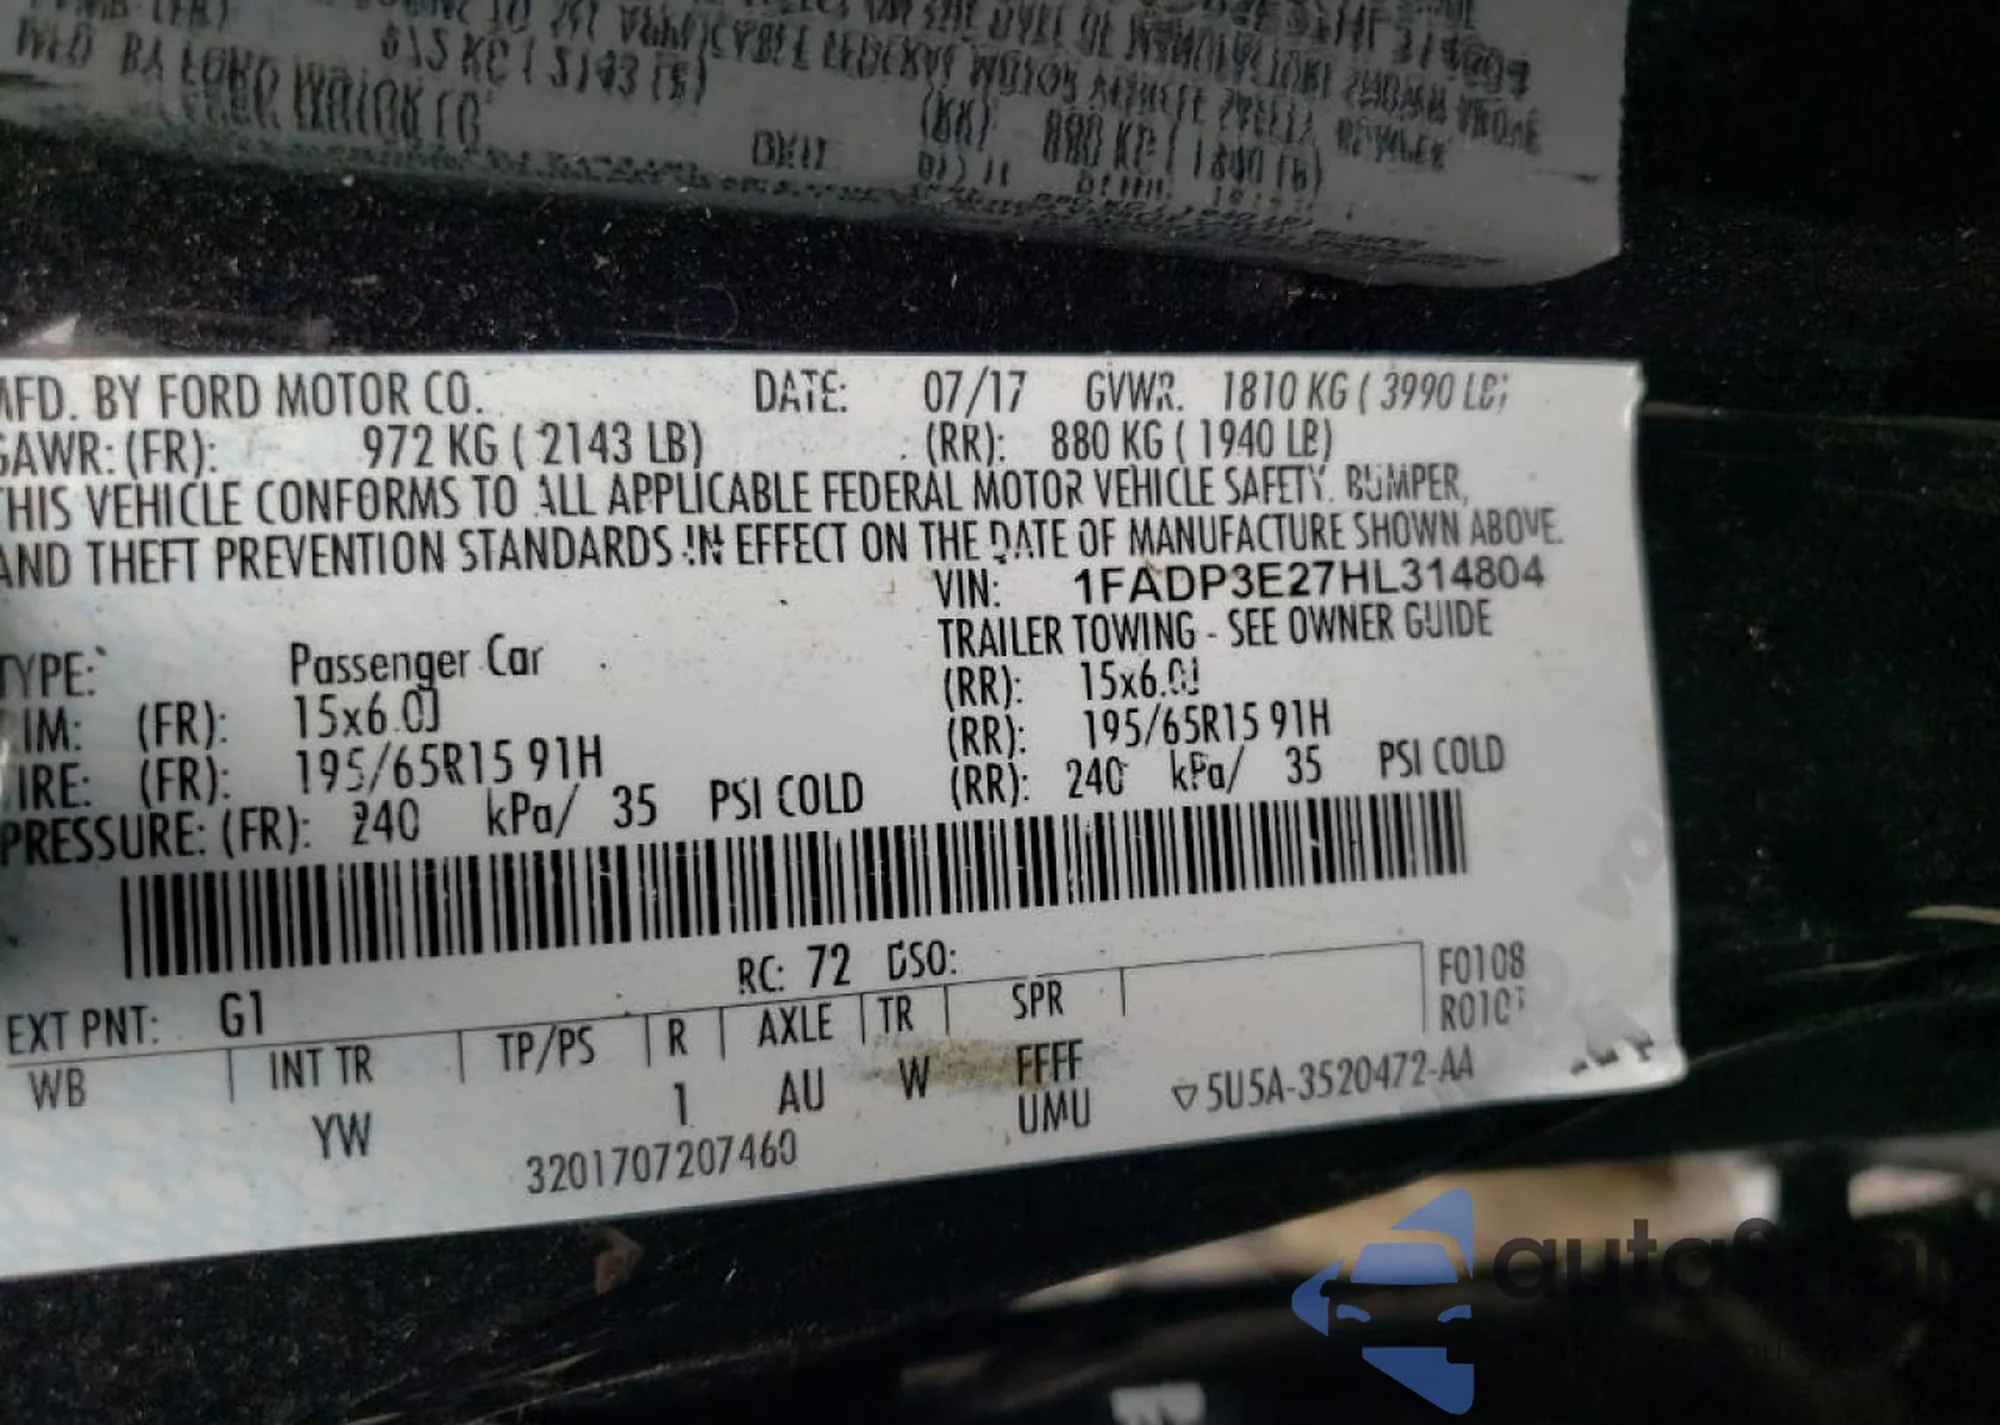 MFD. BY FORD MOTOR CO. DATE: 07/17 GVWR. 1810 KG ( 3990 LB)
GAWR: (FR): 972 KG ( 2143 LB) (RR): 880 KG ( 1940 LB)
THIS VEHICLE CONFORMS TO ALL APPLICABLE FEDERAL MOTOR VEHICLE SAFETY, BUMPER,
AND THEFT PREVENTION STANDARDS IN EFFECT ON THE DATE OF MANUFACTURE SHOWN ABOVE.
VIN: 1FADP3E27HL314804
TYPE: Passenger Car TRAILER TOWING - SEE OWNER GUIDE
RIM: (FR): 15x6.0J (RR): 15x6.0J
TIRE: (FR): 195/65R15 91H (RR): 195/65R15 91H
PRESSURE: (FR): 240 kPa/ 35 PSI COLD (RR): 240 kPa/ 35 PSI COLD
RC: 72 DSO:
EXT PNT: G1 F0108
WB INT TR TP/PS R AXLE TR SPR
YW 1 AU W FFFF
UMU ▽5U5A-3520472-AA
3201707207460